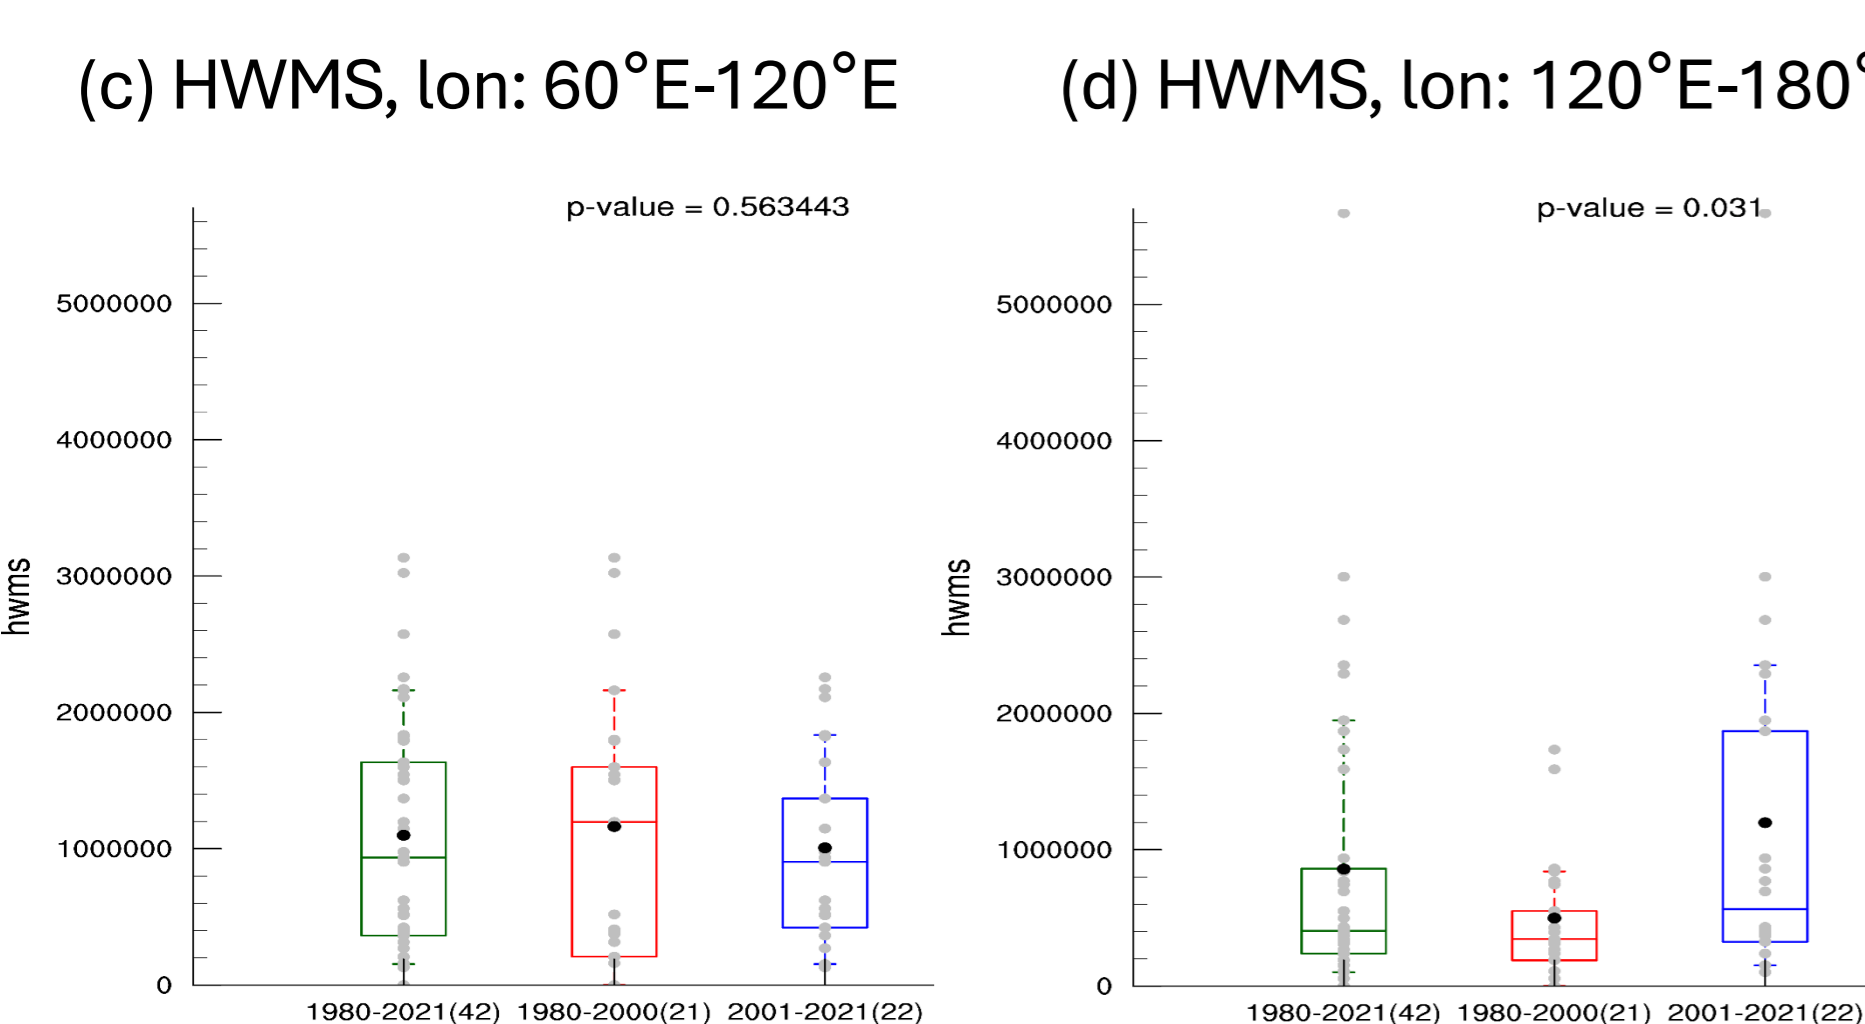 (c) HWMS, lon: 60°E-120°E
p-value = 0.563443
5000000
4000000
3000000
2000000
1000000
0
hwms
1980-2021(42) 1980-2000(21) 2001-2021(22)
(d) HWMS, lon: 120°E-180°
p-value = 0.031
5000000
4000000
3000000
2000000
1000000
0
hwms
1980-2021(42) 1980-2000(21) 2001-2021(22)